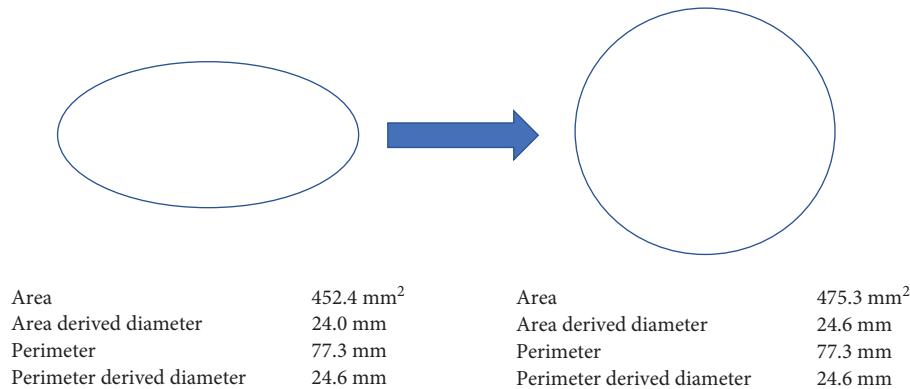 Area 452.4 mm²
Area derived diameter 24.0 mm
Perimeter 77.3 mm
Perimeter derived diameter 24.6 mm
Area 475.3 mm²
Area derived diameter 24.6 mm
Perimeter 77.3 mm
Perimeter derived diameter 24.6 mm